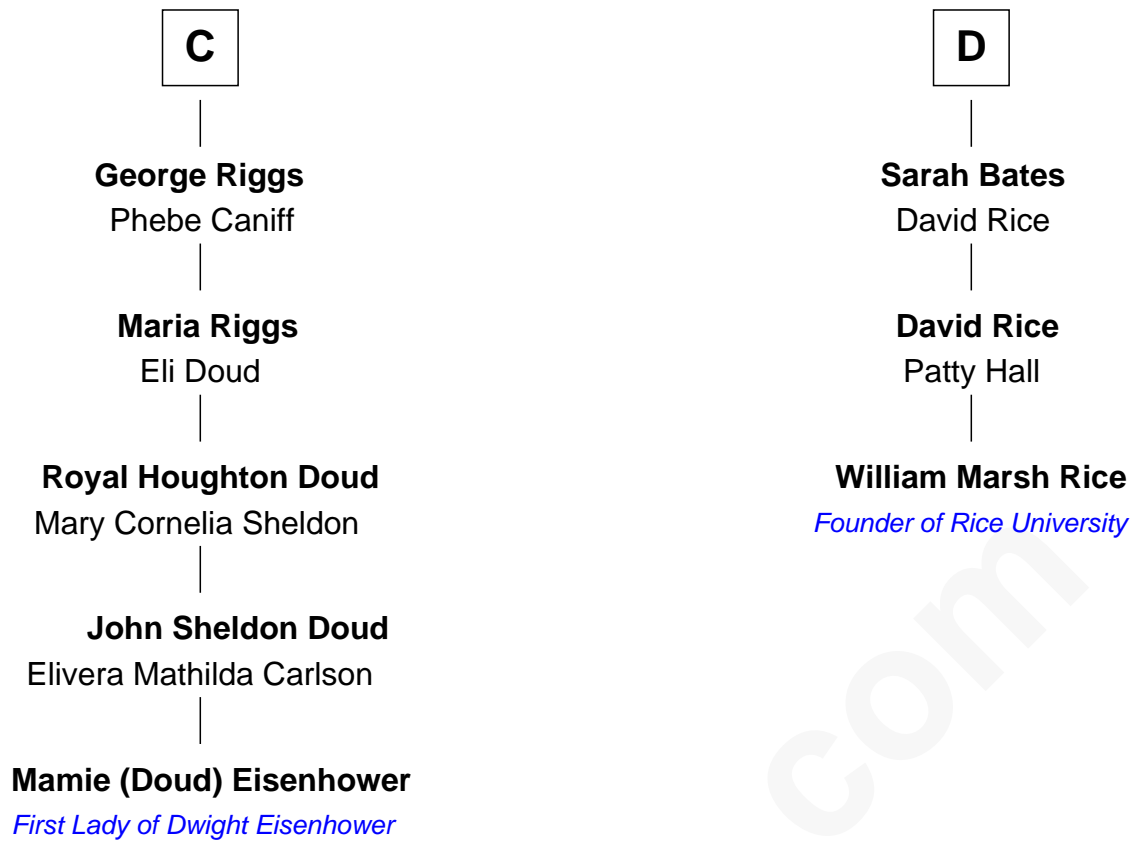 C
George Riggs
Phebe Caniff
Maria Riggs
Eli Doud
Royal Houghton Doud
Mary Cornelia Sheldon
John Sheldon Doud
Elivera Mathilda Carlson
Mamie (Doud) Eisenhower
First Lady of Dwight Eisenhower
D
Sarah Bates
David Rice
David Rice
Patty Hall
William Marsh Rice
Founder of Rice University
com